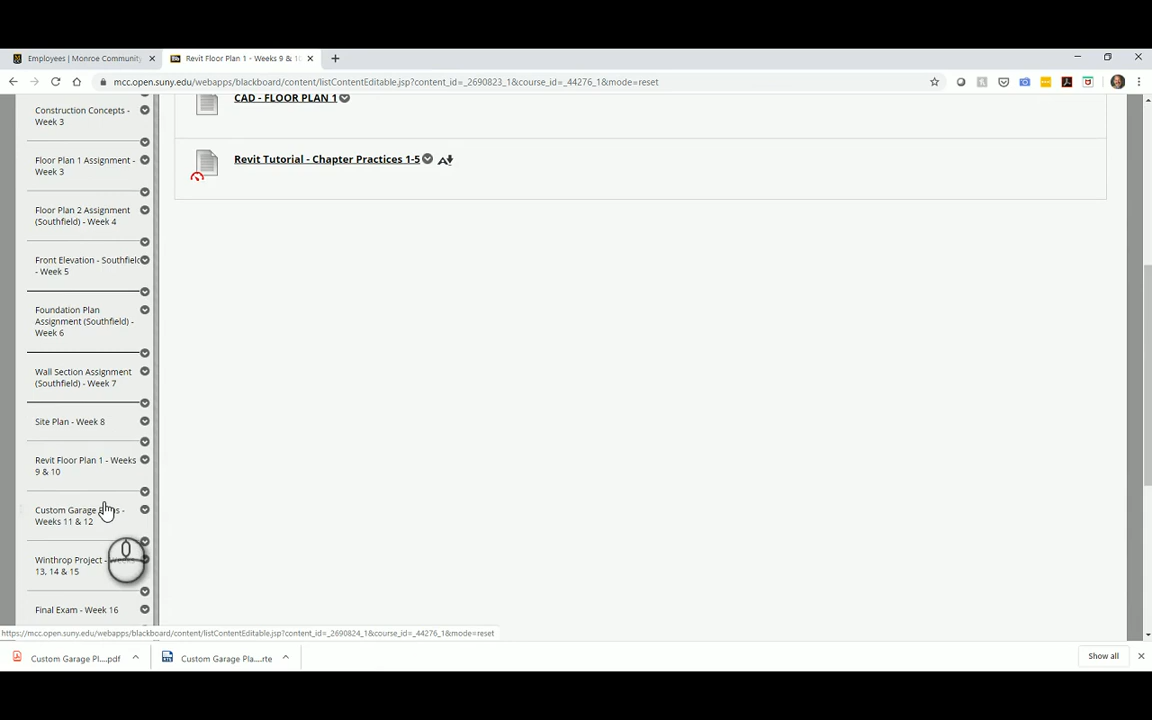 Employees | Monroe Community
Revit Floor Plan 1 - Weeks 9 & 10
mcc.open.suny.edu/webapps/blackboard/content/listContentEditable.jsp?content_id=_2690823_1&course_id=_44276_1&mode=reset
Construction Concepts -
Week 3
Floor Plan 1 Assignment -
Week 3
Floor Plan 2 Assignment
(Southfield) - Week 4
Front Elevation - Southfield
- Week 5
Foundation Plan
Assignment (Southfield) -
Week 6
Wall Section Assignment
(Southfield) - Week 7
Site Plan - Week 8
Revit Floor Plan 1 - Weeks
9 & 10
Custom Garage -
Weeks 11 & 12
Winthrop Project -
13, 14 & 15
Final Exam - Week 16
CAD - FLOOR PLAN 1
Revit Tutorial - Chapter Practices 1-5
https://mcc.open.suny.edu/webapps/blackboard/content/listContentEditable.jsp?content_id=_2690824_1&course_id=_44276_1&mode=reset
Custom Garage Pl....pdf
Custom Garage Pla....rte
Show all